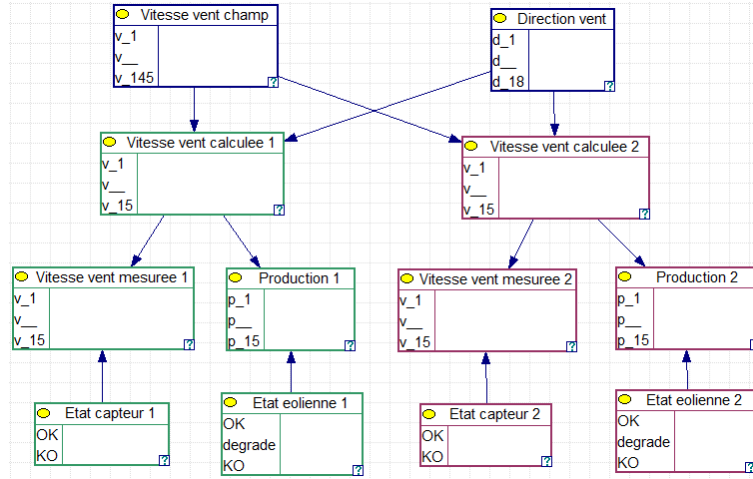 Vitesse vent champ
v_1
v__
v_145
?
Direction vent
d_1
d__
d_18
?
Vitesse vent calculee 1
v_1
v__
v_15
?
Vitesse vent calculee 2
v_1
v__
v_15
?
Vitesse vent mesuree 1
v_1
v__
v_15
?
Production 1
p_1
p__
p_15
?
Vitesse vent mesuree 2
v_1
v__
v_15
?
Production 2
p_1
p__
p_15
?
Etat capteur 1
OK
KO
?
Etat eolienne 1
OK
degrade
KO
?
Etat capteur 2
OK
KO
?
Etat eolienne 2
OK
degrade
KO
?